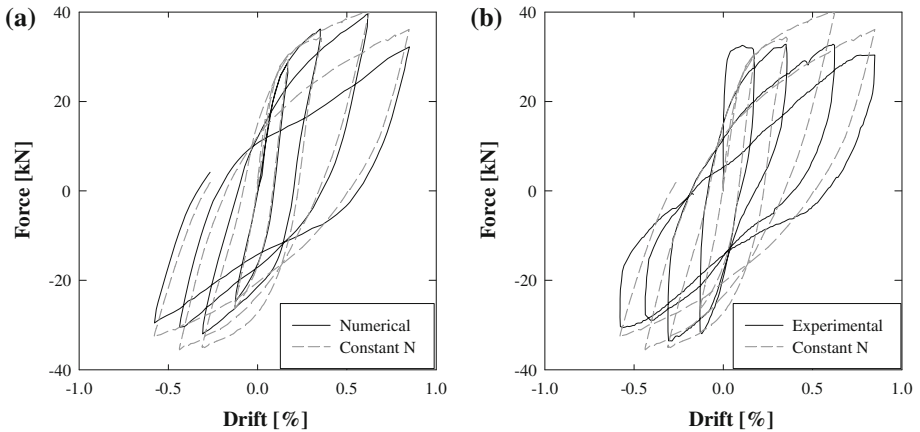 (a)
40
20
0
-20
-40
Force [kN]
-1.0 -0.5 0.0 0.5 1.0
Drift [%]
Numerical
Constant N
(b)
40
20
0
-20
-40
Force [kN]
-1.0 -0.5 0.0 0.5 1.0
Drift [%]
Experimental
Constant N